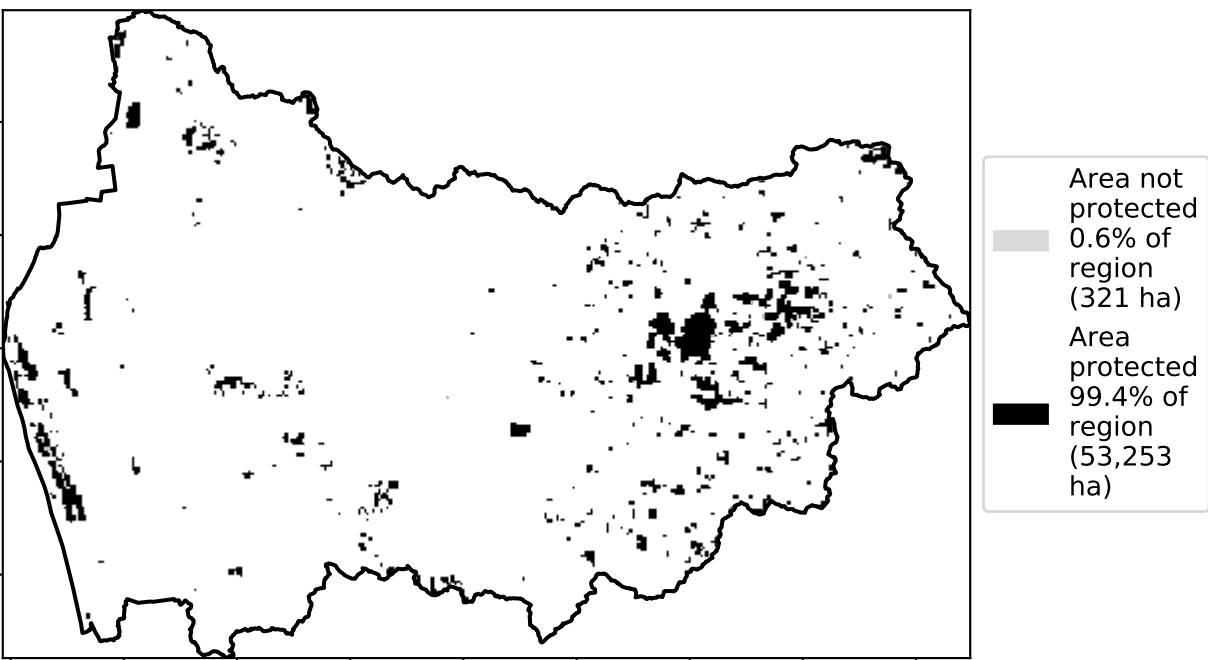 Area not
protected
0.6% of
region
(321 ha)
Area
protected
99.4% of
region
(53,253
ha)